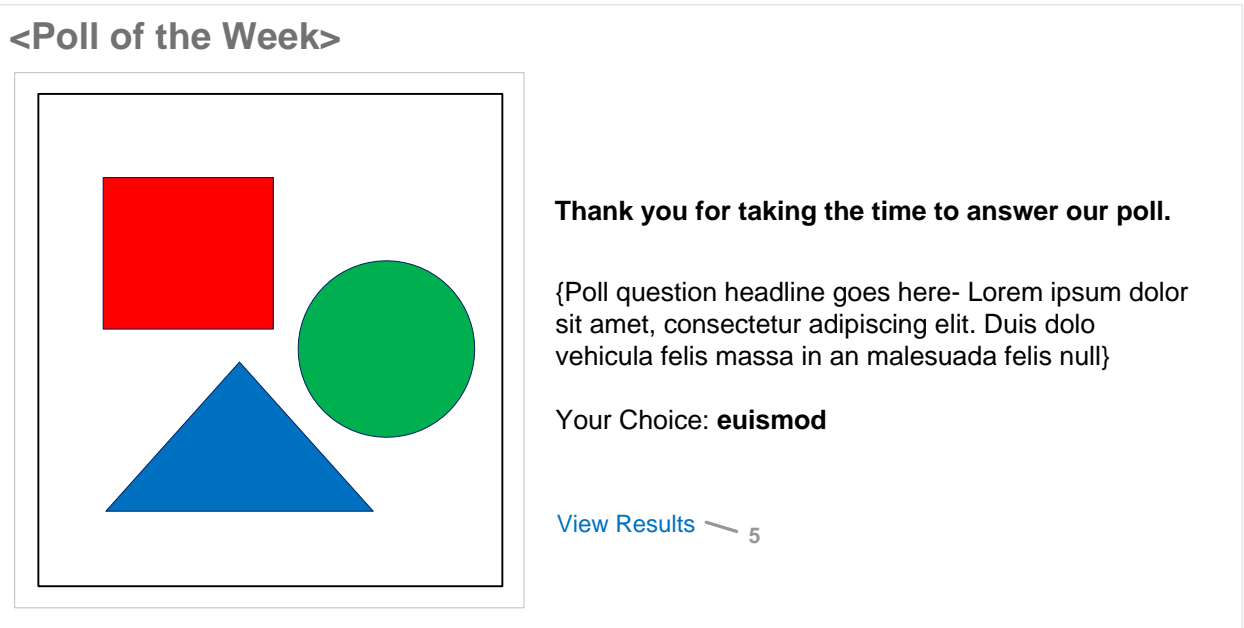 <Poll of the Week>
Thank you for taking the time to answer our poll.
{Poll question headline goes here- Lorem ipsum dolor
sit amet, consectetur adipiscing elit. Duis dolo
vehicula felis massa in an malesuada felis null}
Your Choice: euismod
View Results 5